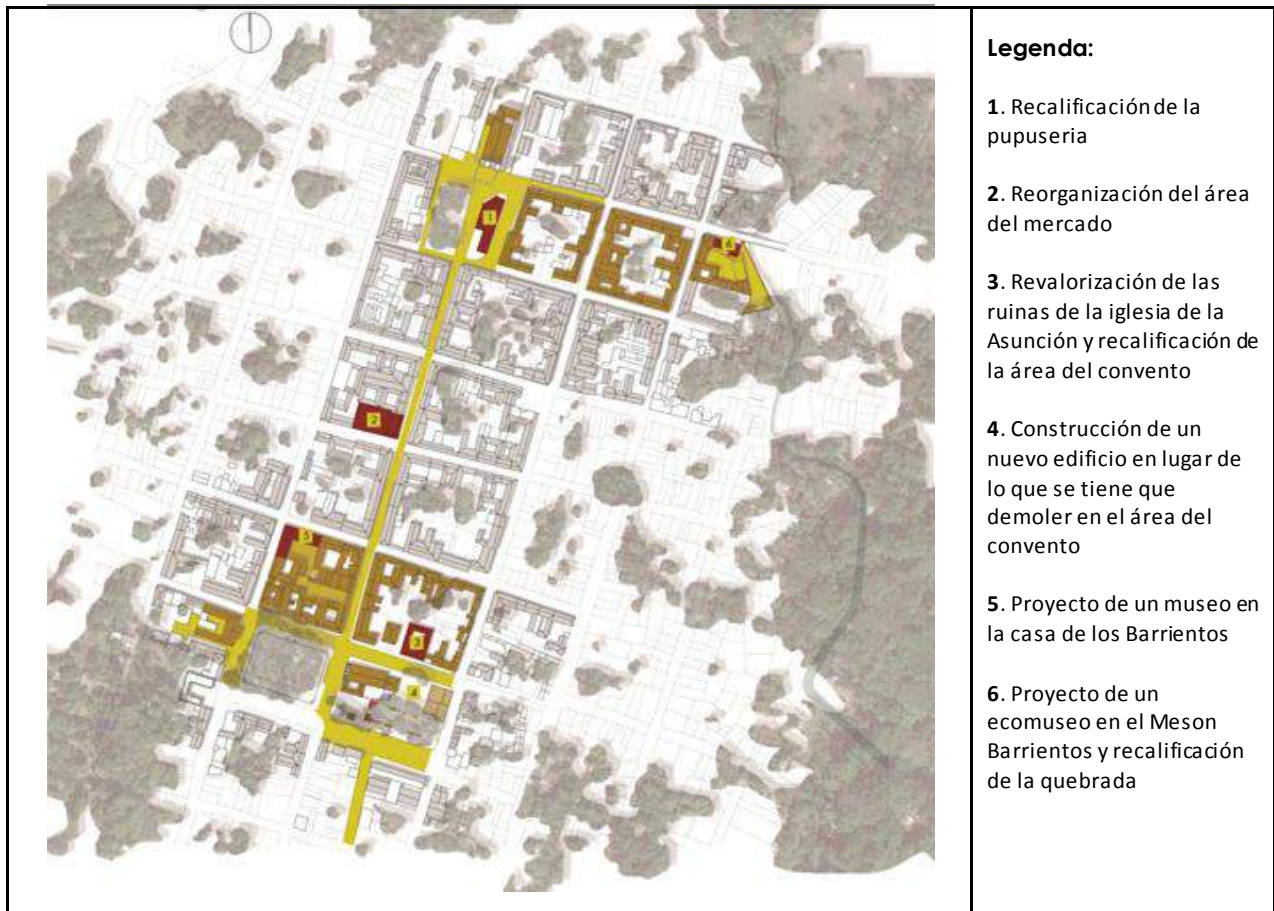 1
6
2
5
3
4
Legenda:
1. Recalificación de la
pupuseria
2. Reorganización del área
del mercado
3. Revalorización de las
ruinas de la iglesia de la
Asunción y recalificación de
la área del convento
4. Construcción de un
nuevo edificio en lugar de
lo que se tiene que
demoler en el área del
convento
5. Proyecto de un museo en
la casa de los Barrientos
6. Proyecto de un
ecomuseo en el Meson
Barrientos y recalificación
de la quebrada